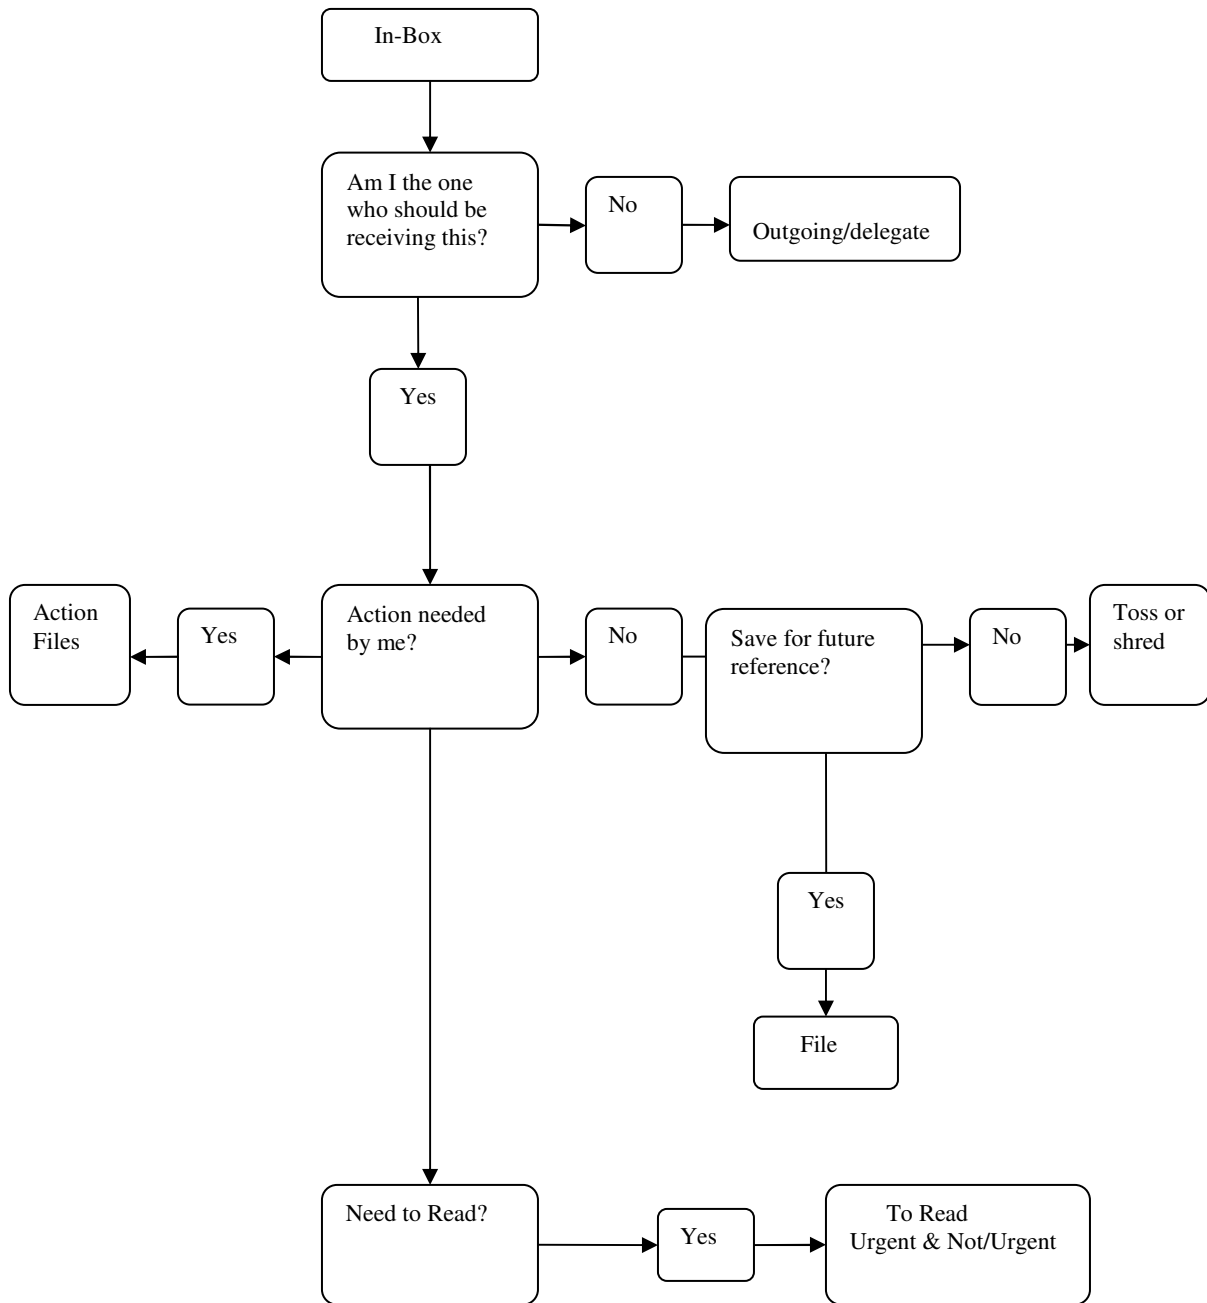 In-Box
Am I the one
who should be
receiving this?
No
Outgoing/delegate
Yes
Action
Files
Yes
Action needed
by me?
No
Save for future
reference?
No
Toss or
shred
Yes
File
Need to Read?
Yes
To Read
Urgent & Not/Urgent